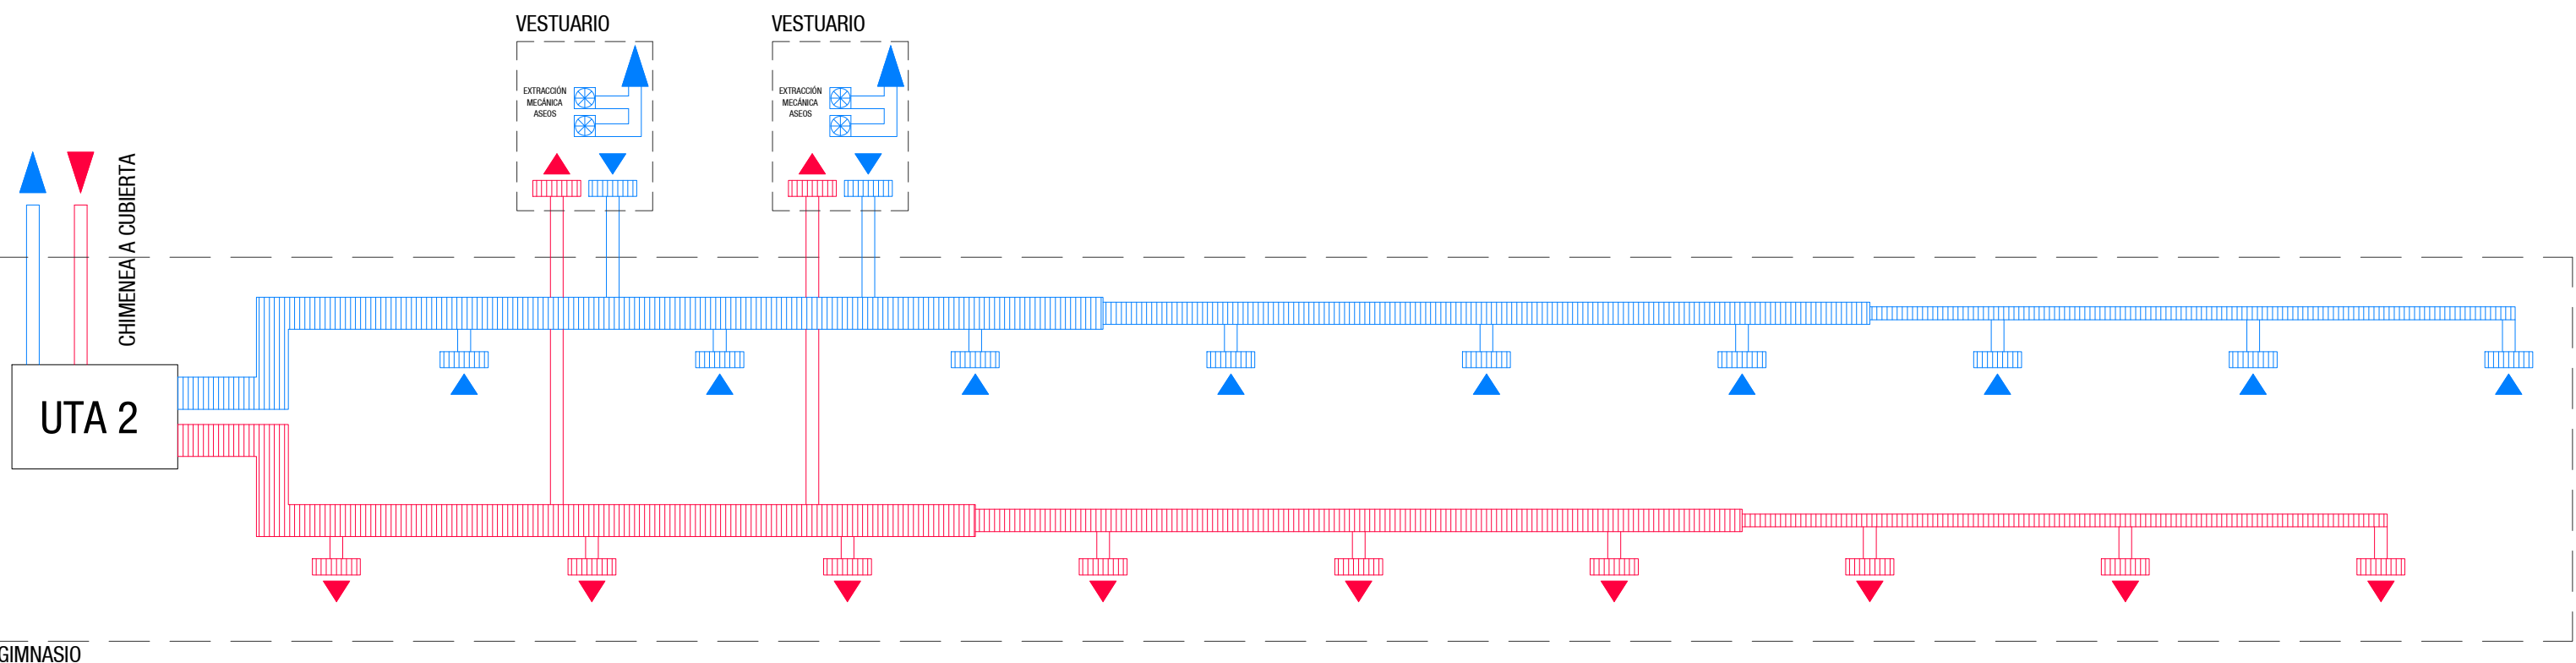 VESTUARIO
VESTUARIO
EXTRACCIÓN
MECÁNICA
ASEOS
EXTRACCIÓN
MECÁNICA
ASEOS
CHIMENEA A CUBIERTA
UTA 2
GIMNASIO